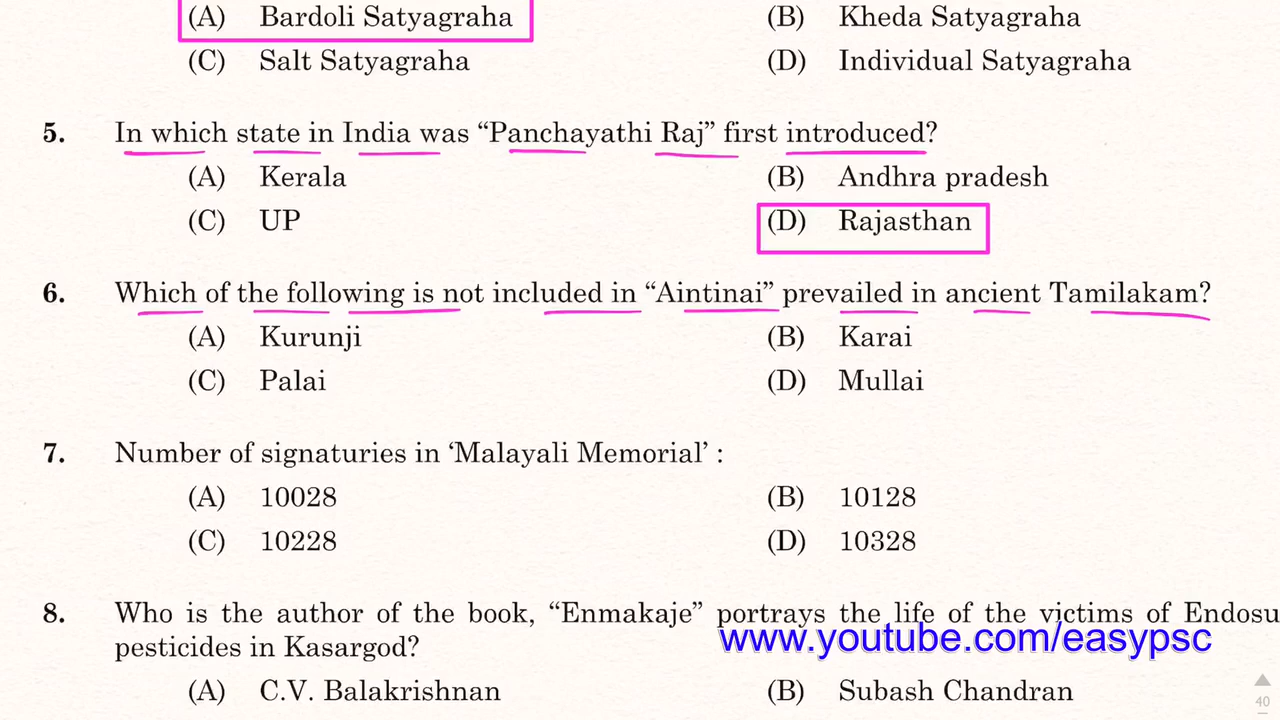 (A) Bardoli Satyagraha (B) Kheda Satyagraha
(C) Salt Satyagraha (D) Individual Satyagraha
5. In which state in India was “Panchayathi Raj” first introduced?
(A) Kerala (B) Andhra pradesh
(C) UP (D) Rajasthan
6. Which of the following is not included in “Aintinai” prevailed in ancient Tamilakam?
(A) Kurunji (B) Karai
(C) Palai (D) Mullai
7. Number of signaturies in ‘Malayali Memorial’ :
(A) 10028 (B) 10128
(C) 10228 (D) 10328
8. Who is the author of the book, “Enmakaje” portrays the life of the victims of Endosu
pesticides in Kasargod?
www.youtube.com/easypsc
(A) C.V. Balakrishnan (B) Subash Chandran
40